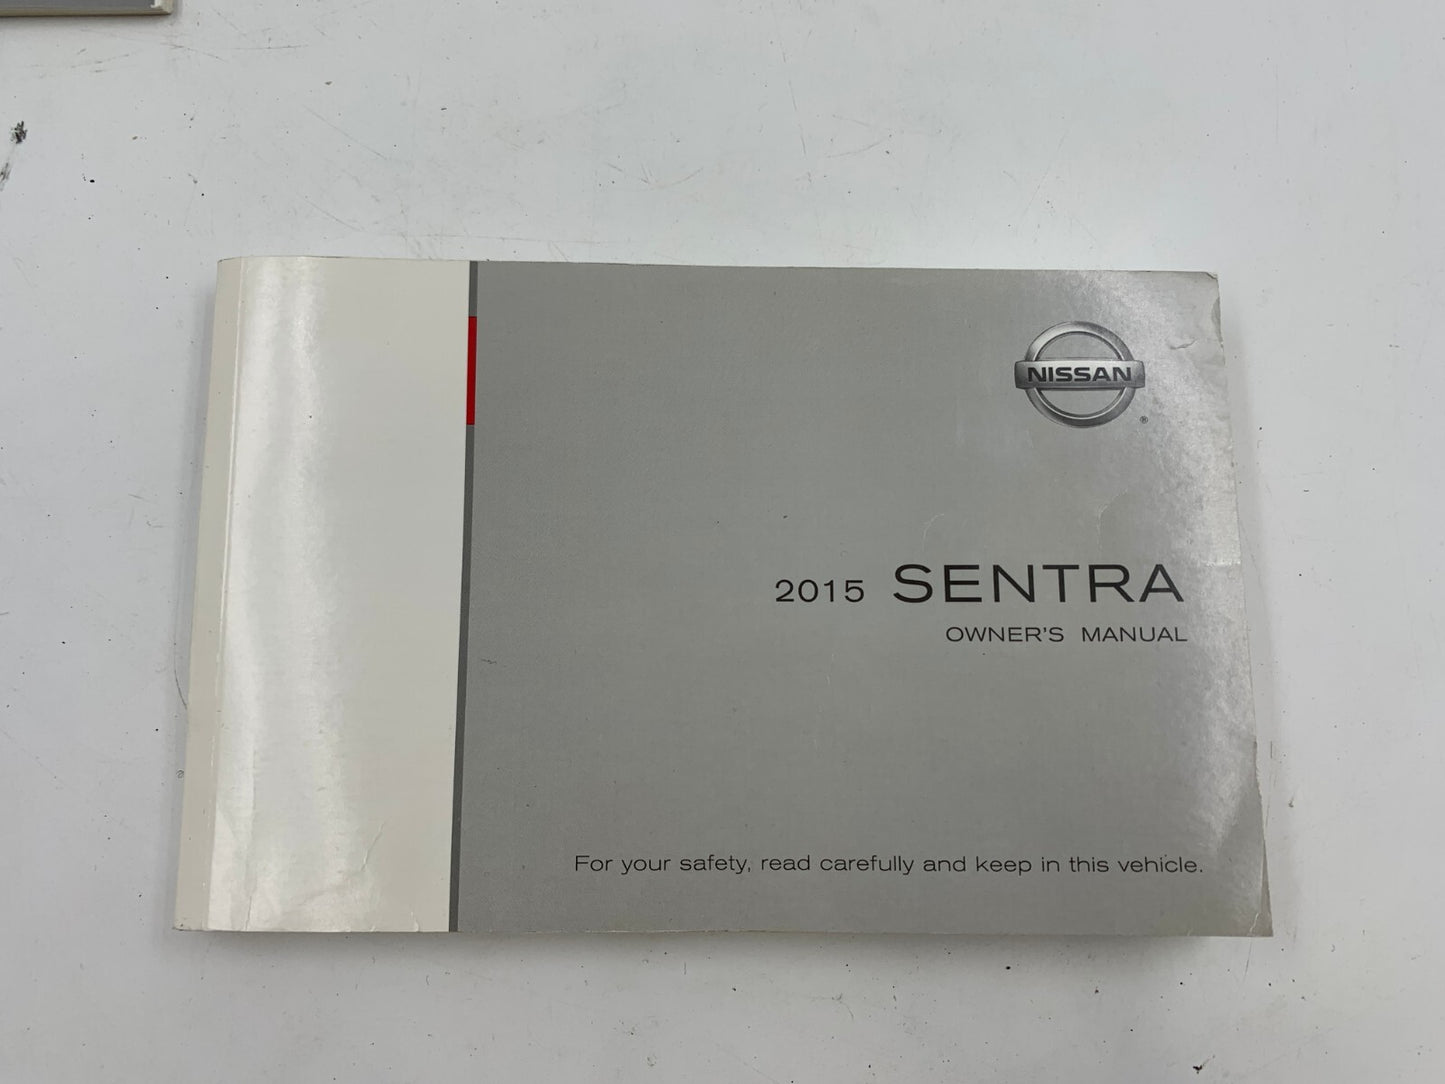 NISSAN
®
2015 SENTRA
OWNER'S MANUAL
For your safety, read carefully and keep in this vehicle.